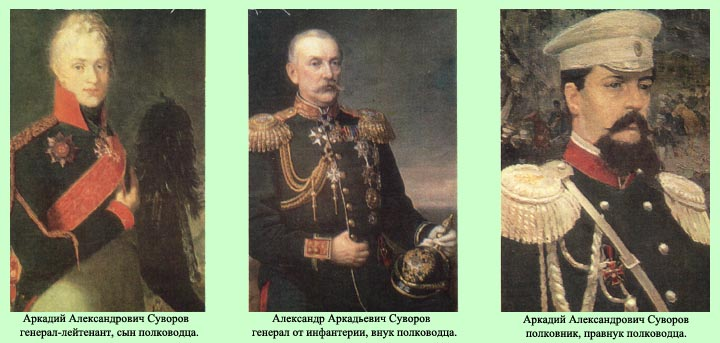 Аркадий Александрович Суворов
генерал-лейтенант, сын полководца.
Александр Аркадьевич Суворов
генерал от инфантерии, внук полководца.
Аркадий Александрович Суворов
полковник, правнук полководца.